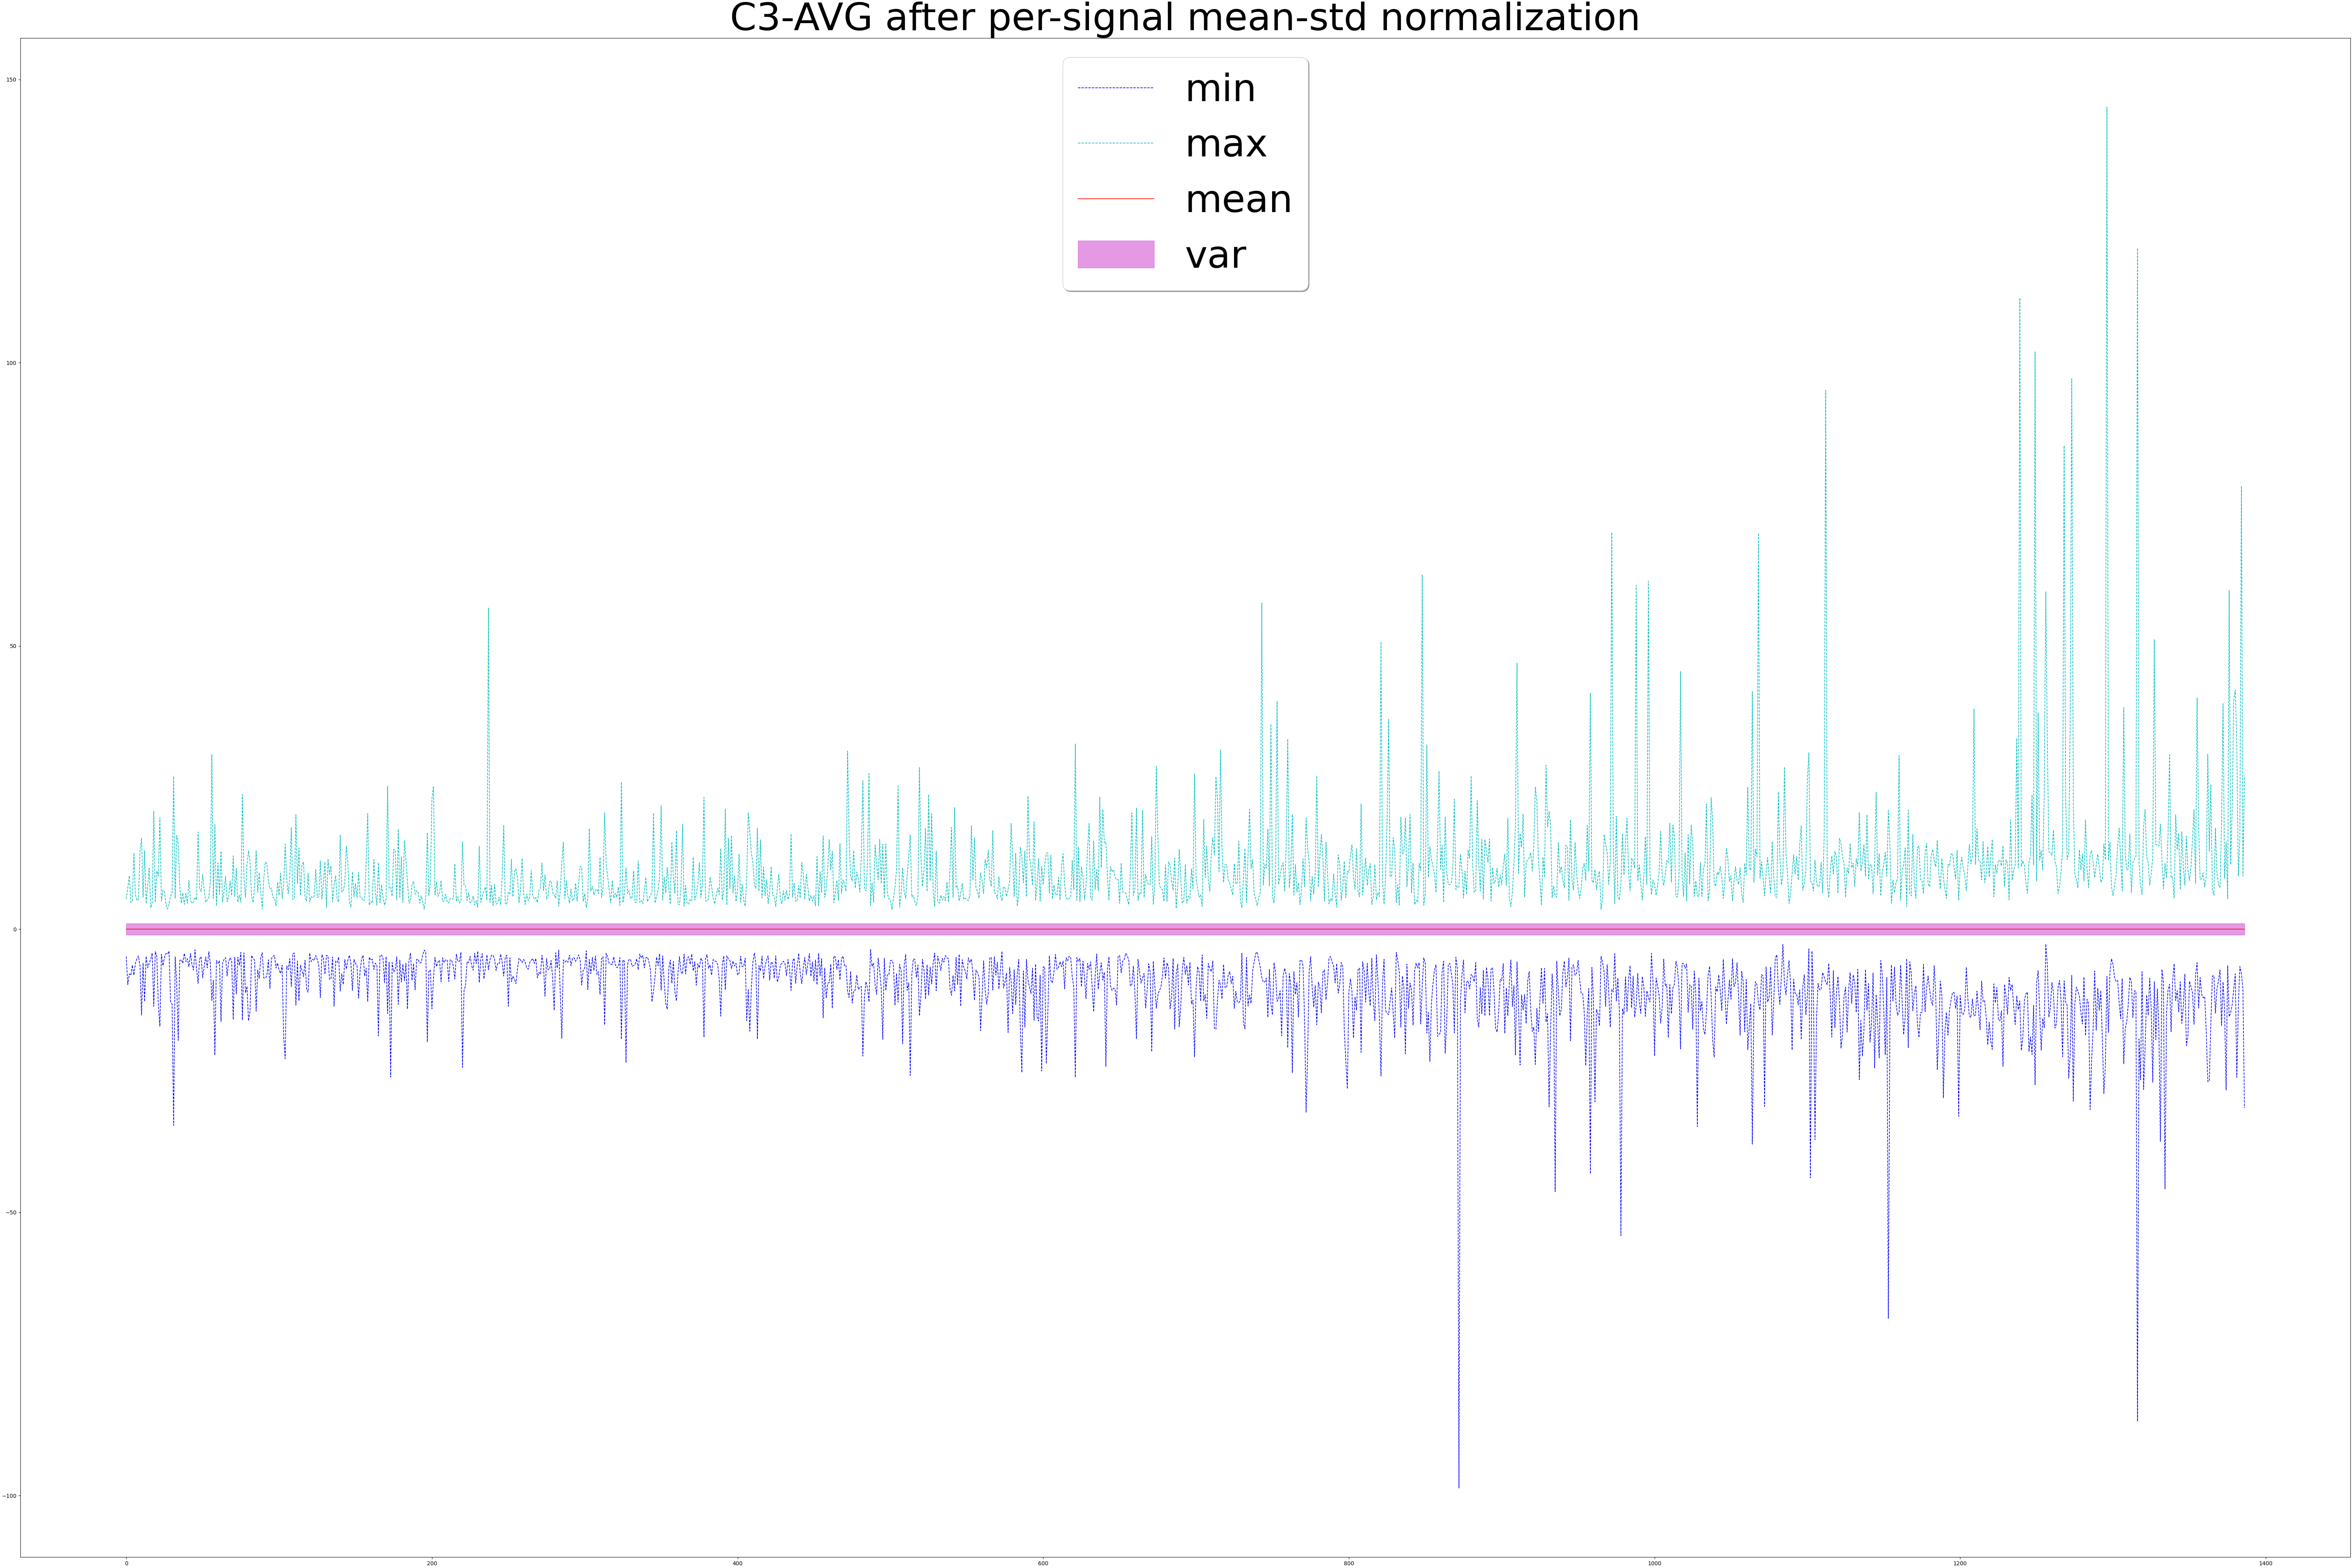 C3-AVG after per-signal mean-std normalization
min
max
mean
var
150
100
50
0
−50
−100
0 200 400 600 800 1000 1200 1400